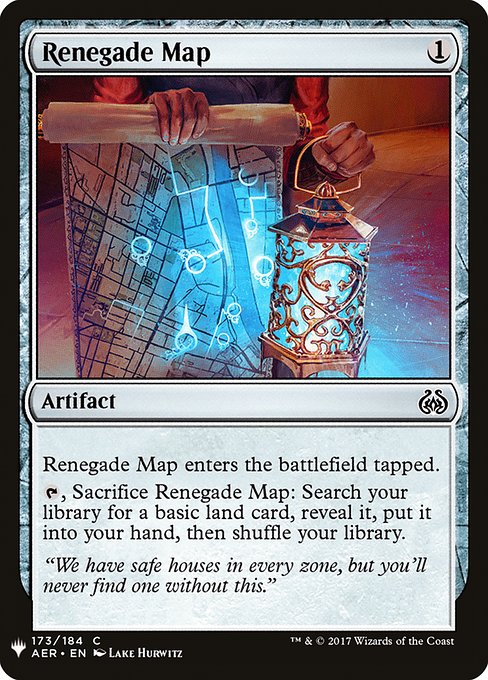 Renegade Map 1
Artifact
Renegade Map enters the battlefield tapped.
, Sacrifice Renegade Map: Search your
library for a basic land card, reveal it, put it
into your hand, then shuffle your library.
“We have safe houses in every zone, but you’ll
never find one without this.”
173/184 C
AER • EN Lake Hurwitz
™ & © 2017 Wizards of the Coast